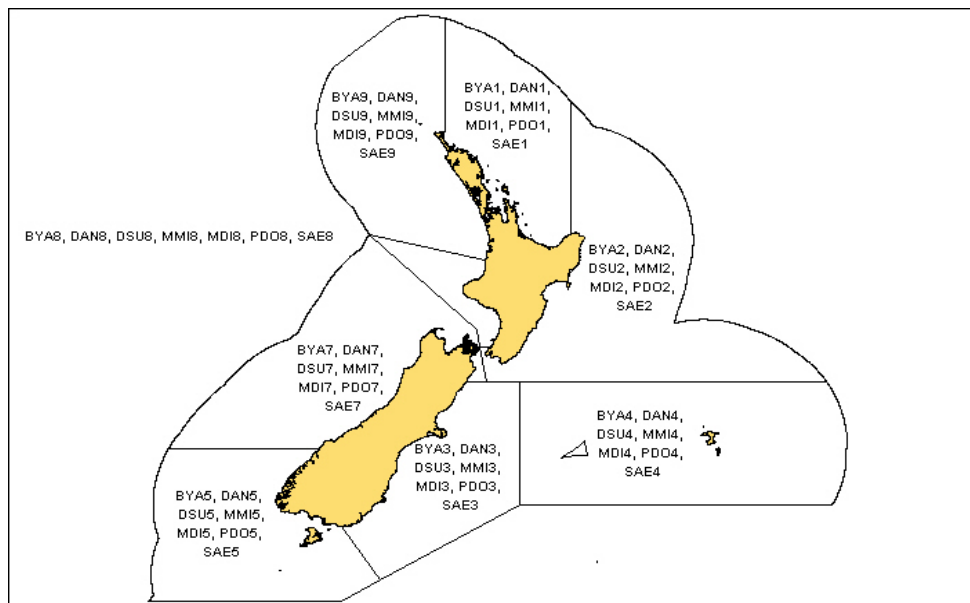 BYA9, DAN9,
DSU9, MMI9,
MDI9, PDO9,
SAE9
BYA1, DAN1,
DSU1, MMI1,
MDI1, PDO1,
SAE1
BYA8, DAN8, DSU8, MMI8, MDI8, PDO8, SAE8
BYA2, DAN2,
DSU2, MMI2,
MDI2, PDO2,
SAE2
BYA7, DAN7,
DSU7, MMI7,
MDI7, PDO7,
SAE7
BYA4, DAN4,
DSU4, MMI4,
MDI4, PDO4,
SAE4
BYA3, DAN3,
DSU3, MMI3,
MDI3, PDO3,
SAE3
BYA5, DAN5,
DSU5, MMI5,
MDI5, PDO5,
SAE5